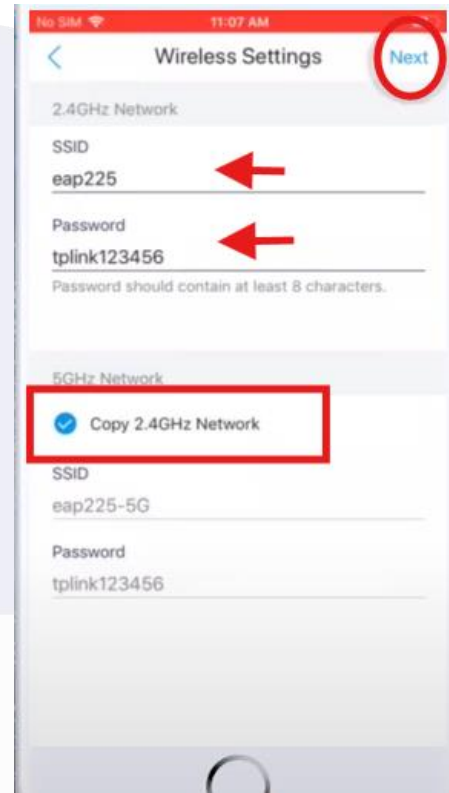 No SIM 11:07 AM
Wireless Settings
Next
2.4GHz Network
SSID
eap225
Password
tplink123456
Password should contain at least 8 characters.
5GHz Network
Copy 2.4GHz Network
SSID
eap225-5G
Password
tplink123456